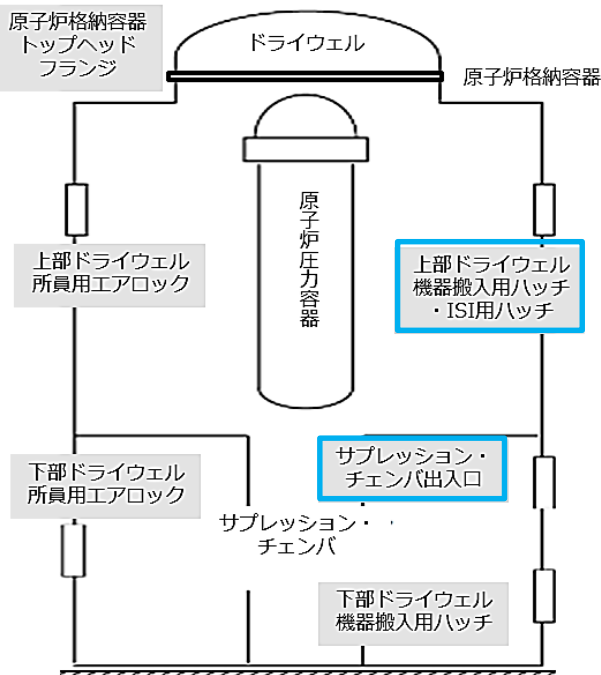 原子炉格納容器
トップヘッド
フランジ
ドライウェル
原子炉格納容器
原子炉圧力容器
上部ドライウェル
所員用エアロック
上部ドライウェル
機器搬入用ハッチ
・ISI用ハッチ
下部ドライウェル
所員用エアロック
サプレッション・
チェンバ出入口
サプレッション・
チェンバ
下部ドライウェル
機器搬入用ハッチ